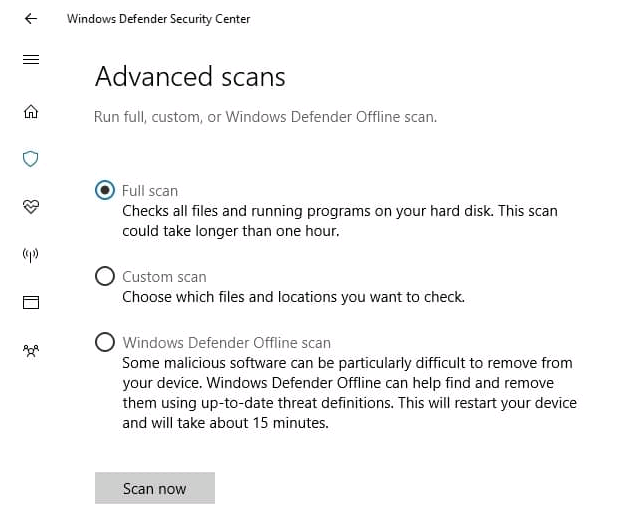 Windows Defender Security Center
Advanced scans
Run full, custom, or Windows Defender Offline scan.
Full scan
Checks all files and running programs on your hard disk. This scan
could take longer than one hour.
Custom scan
Choose which files and locations you want to check.
Windows Defender Offline scan
Some malicious software can be particularly difficult to remove from
your device. Windows Defender Offline can help find and remove
them using up-to-date threat definitions. This will restart your device
and will take about 15 minutes.
Scan now